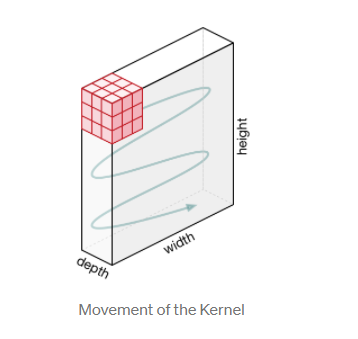 height
width
depth
Movement of the Kernel